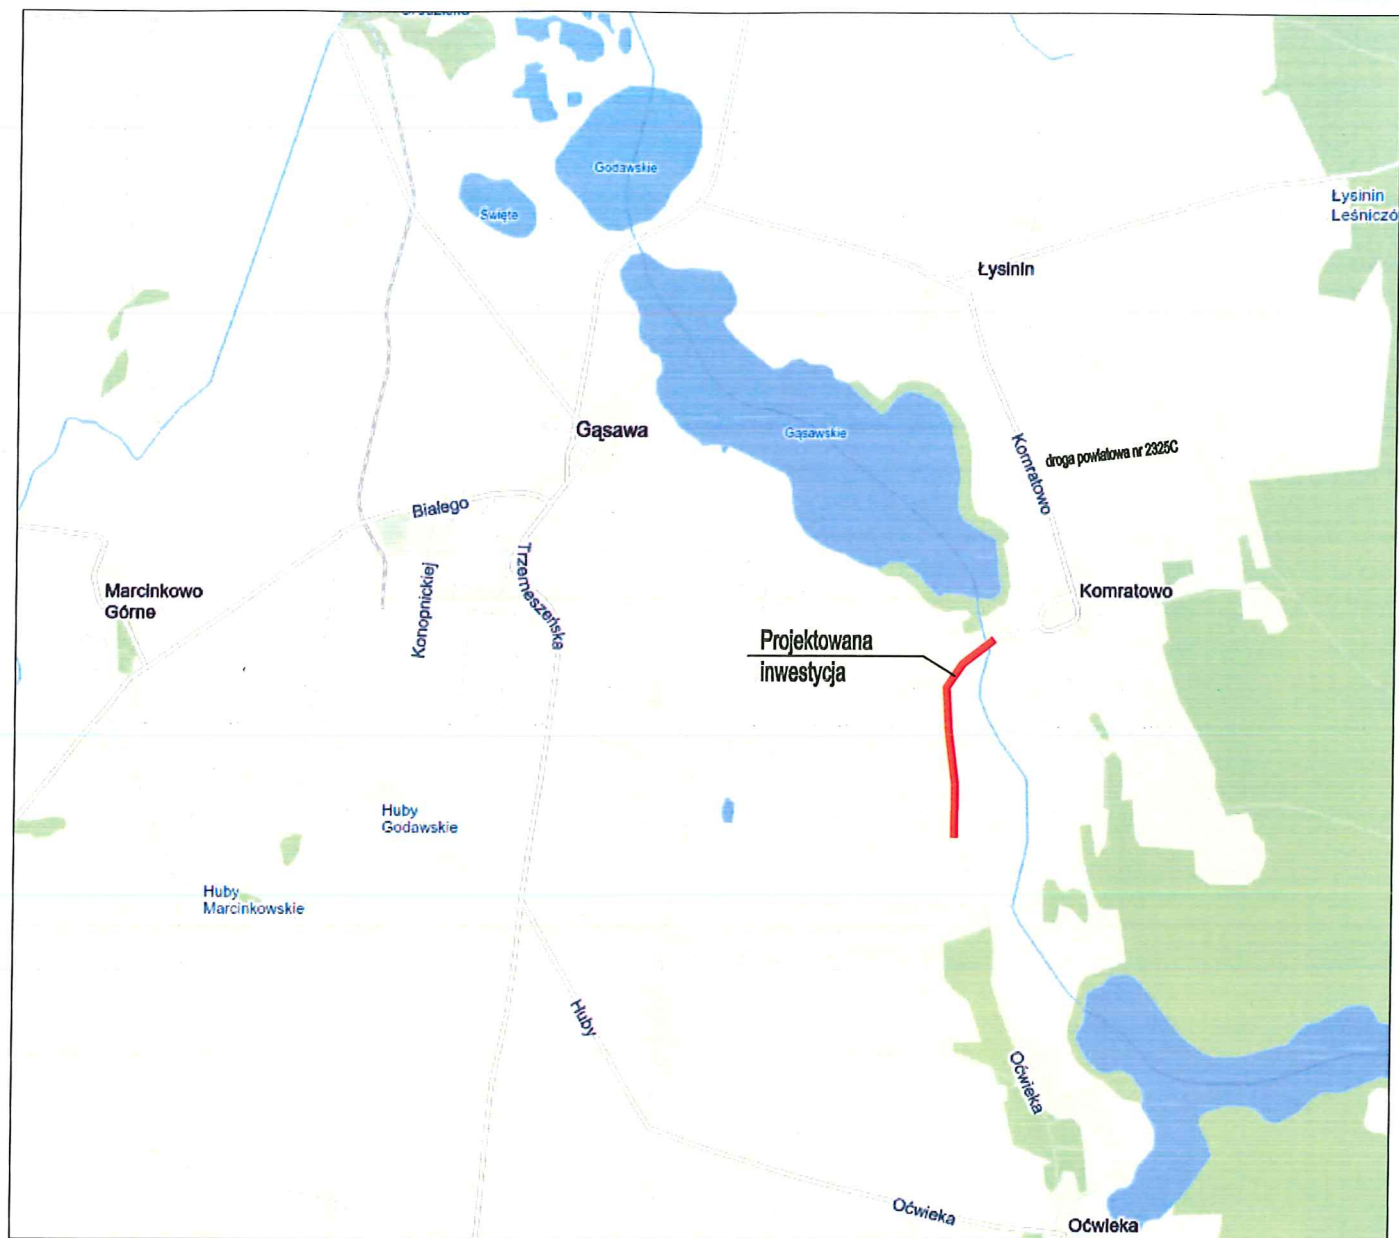 Godawskie
Święte
Łysinin
Leśniczó
Łysinin
Gąsawa
Gąsawskie
Komratowo
droga powiatowa nr 2325C
Białego
Trzemeszeńska
Konopnickiej
Marcinkowo
Górne
Komratowo
Projektowana
inwestycja
Huby
Godawskie
Huby
Marcinkowskie
Huby
Oćwieka
Oćwieka
Oćwieka